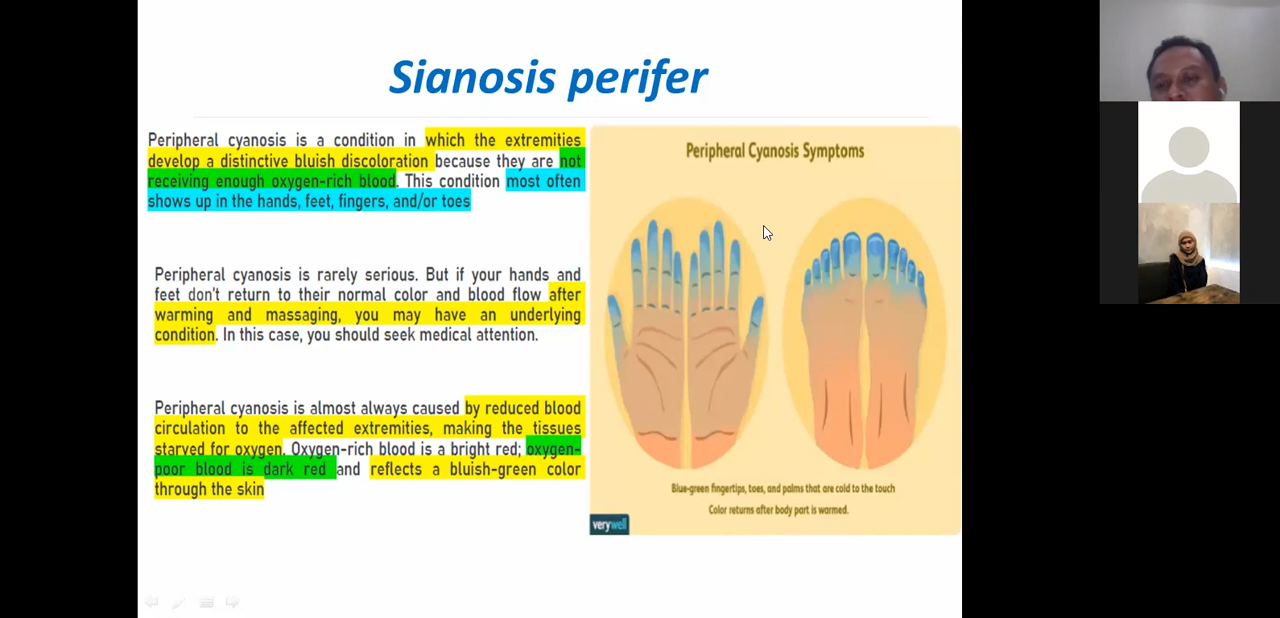 Sianosis perifer
Peripheral cyanosis is a condition in which the extremities
develop a distinctive bluish discoloration because they are not
receiving enough oxygen-rich blood. This condition most often
shows up in the hands, feet, fingers, and/or toes
Peripheral cyanosis is rarely serious. But if your hands and
feet don't return to their normal color and blood flow after
warming and massaging, you may have an underlying
condition. In this case, you should seek medical attention.
Peripheral cyanosis is almost always caused by reduced blood
circulation to the affected extremities, making the tissues
starved for oxygen. Oxygen-rich blood is a bright red; oxygen-
poor blood is dark red and reflects a bluish-green color
through the skin
Peripheral Cyanosis Symptoms
Blue-green fingertips, toes, and palms that are cold to the touch
Color returns after body part is warmed.
verywell